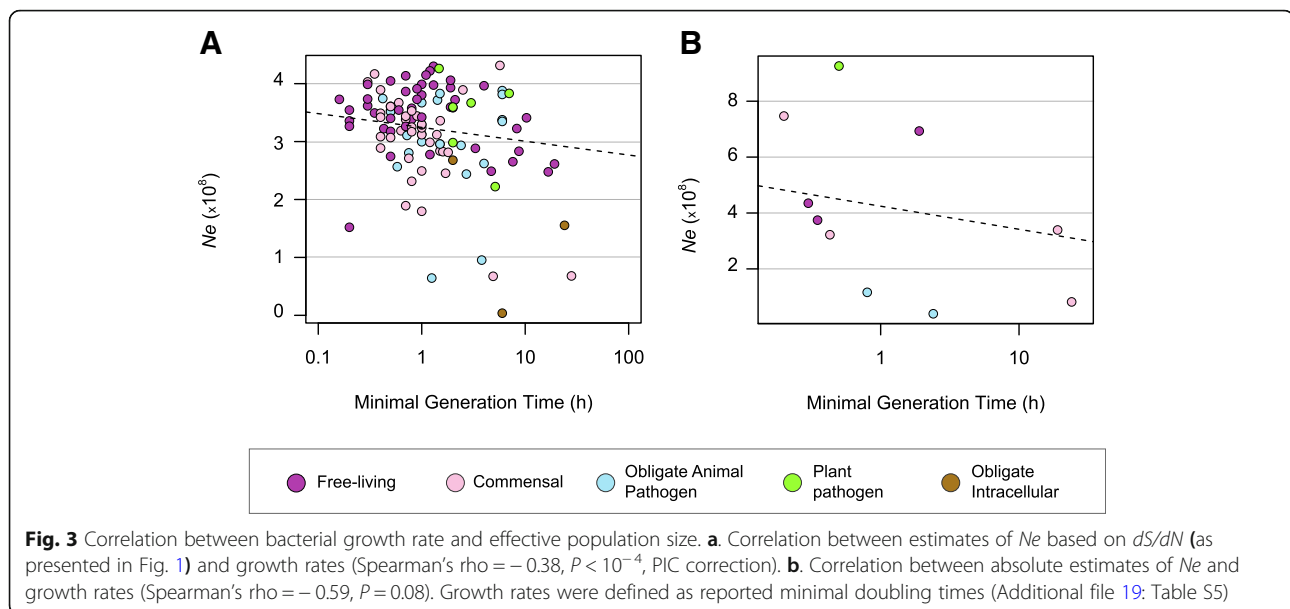 A
B
4
3
2
1
0
Ne (×10⁸)
0.1 1 10 100
Minimal Generation Time (h)
8
6
4
2
Ne (×10⁸)
1 10
Minimal Generation Time (h)
Free-living
Commensal
Obligate Animal
Pathogen
Plant
pathogen
Obligate
Intracellular
Fig. 3 Correlation between bacterial growth rate and effective population size. a. Correlation between estimates of Ne based on dS/dN (as
presented in Fig. 1) and growth rates (Spearman's rho = − 0.38, P < 10⁻⁴, PIC correction). b. Correlation between absolute estimates of Ne and
growth rates (Spearman's rho = − 0.59, P = 0.08). Growth rates were defined as reported minimal doubling times (Additional file 19: Table S5)